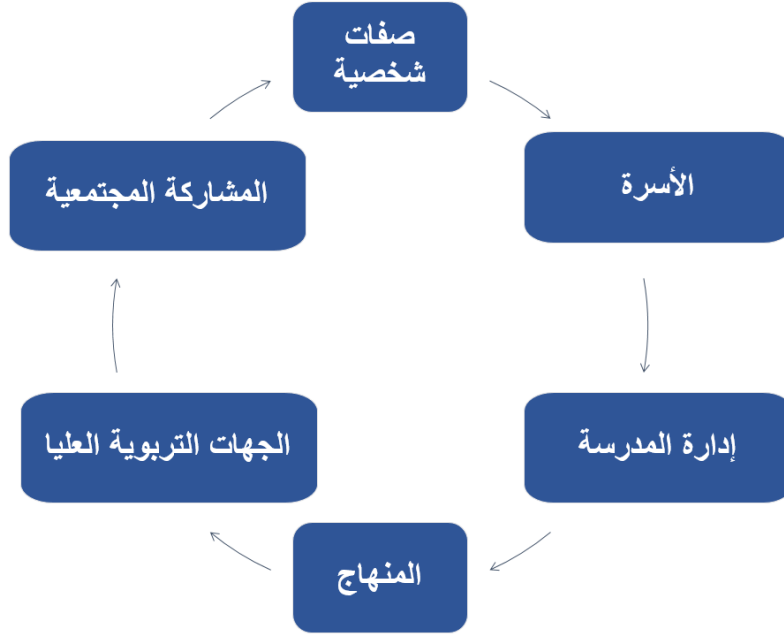 صفات
شخصية
الأسرة
إدارة المدرسة
المنهاج
الجهات التربوية العليا
المشاركة المجتمعية